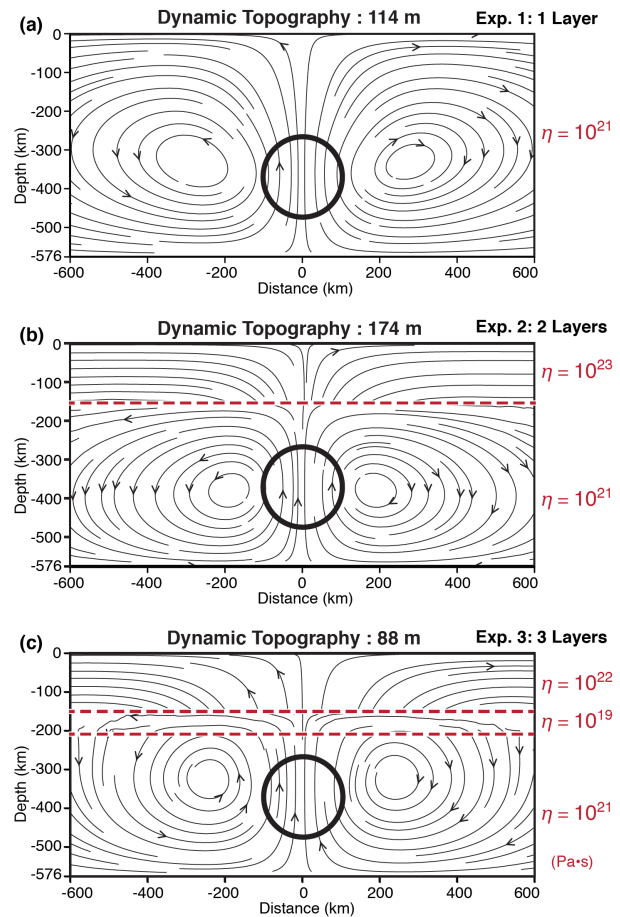 (a) Dynamic Topography : 114 m Exp. 1: 1 Layer
0
-100
-200
-300
-400
-500
-576
Depth (km)
η = 10²¹
-600 -400 -200 0 200 400 600
Distance (km)
(b) Dynamic Topography : 174 m Exp. 2: 2 Layers
0
-100
-200
-300
-400
-500
-576
Depth (km)
η = 10²³
η = 10²¹
-600 -400 -200 0 200 400 600
Distance (km)
(c) Dynamic Topography : 88 m Exp. 3: 3 Layers
0
-100
-200
-300
-400
-500
-576
Depth (km)
η = 10²²
η = 10¹⁹
η = 10²¹
(Pa•s)
-600 -400 -200 0 200 400 600
Distance (km)